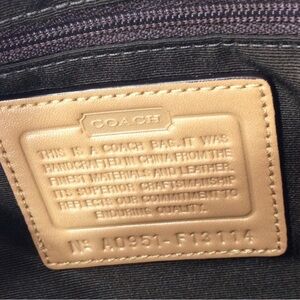 COACH
THIS IS A COACH BAG. IT WAS
HANDCRAFTED IN CHINA FROM THE
FINEST MATERIALS AND LEATHER
ITS SUPERIOR CRAFTSMANSHIP
REFLECTS OUR COMMITMENT TO
ENDURING QUALITY.
Nº A0951-F13114